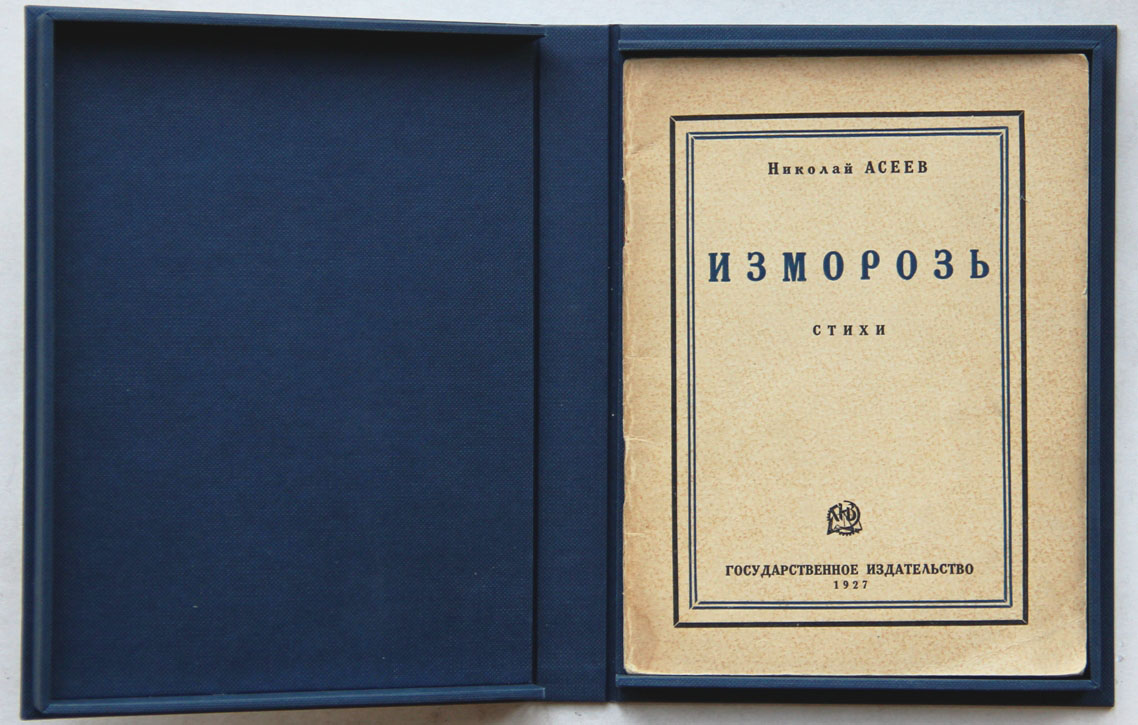 Николай АСЕЕВ
ИЗМОРОЗЬ
СТИХИ
ГОСУДАРСТВЕННОЕ ИЗДАТЕЛЬСТВО
1927